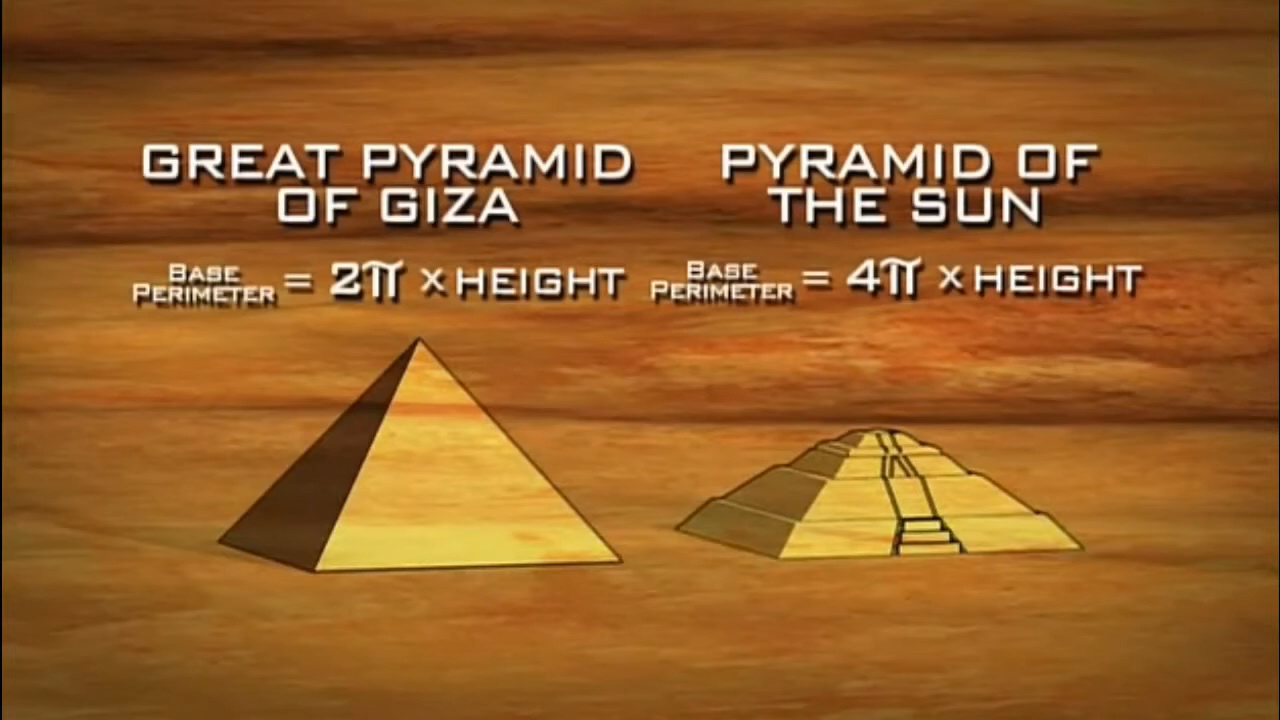 GREAT PYRAMID
OF GIZA
BASE
PERIMETER = 2π x HEIGHT
PYRAMID OF
THE SUN
BASE
PERIMETER = 4π x HEIGHT